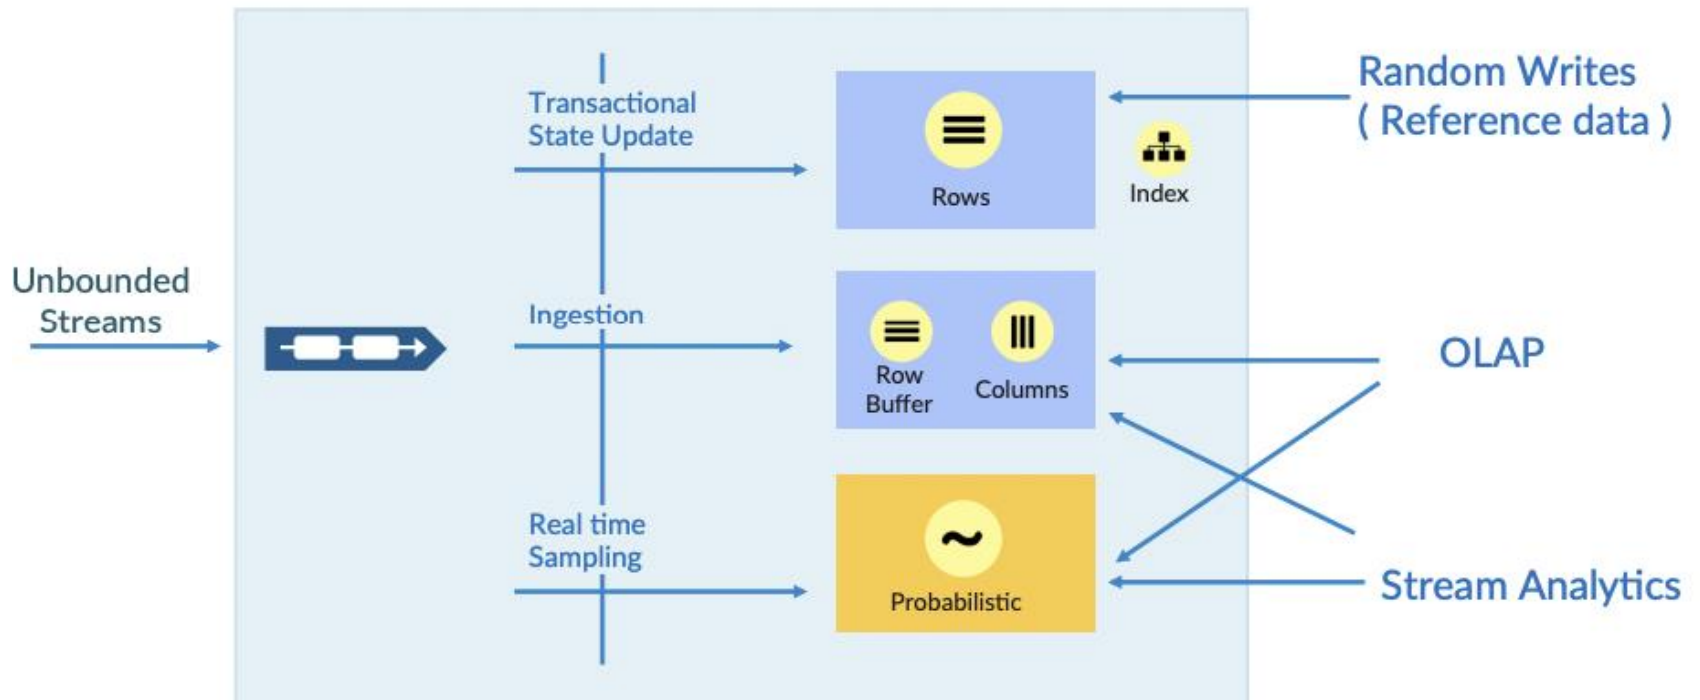 Unbounded
Streams
Transactional
State Update
Ingestion
Real time
Sampling
Rows
Index
Row
Buffer
Columns
Probabilistic
Random Writes
( Reference data )
OLAP
Stream Analytics